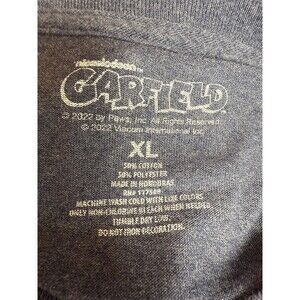 nickelodeon
GARFIELD
© 2022 by Paws, Inc. All Rights Reserved.
© 2022 Viacom International Inc.
XL
50% COTTON
50% POLYESTER
MADE IN HONDURAS
RN#
MACHINE WASH COLD WITH LIKE COLORS
ONLY NON-CHLORINE BLEACH WHEN NEEDED
TUMBLE DRY LOW
DO NOT IRON DECORATION.